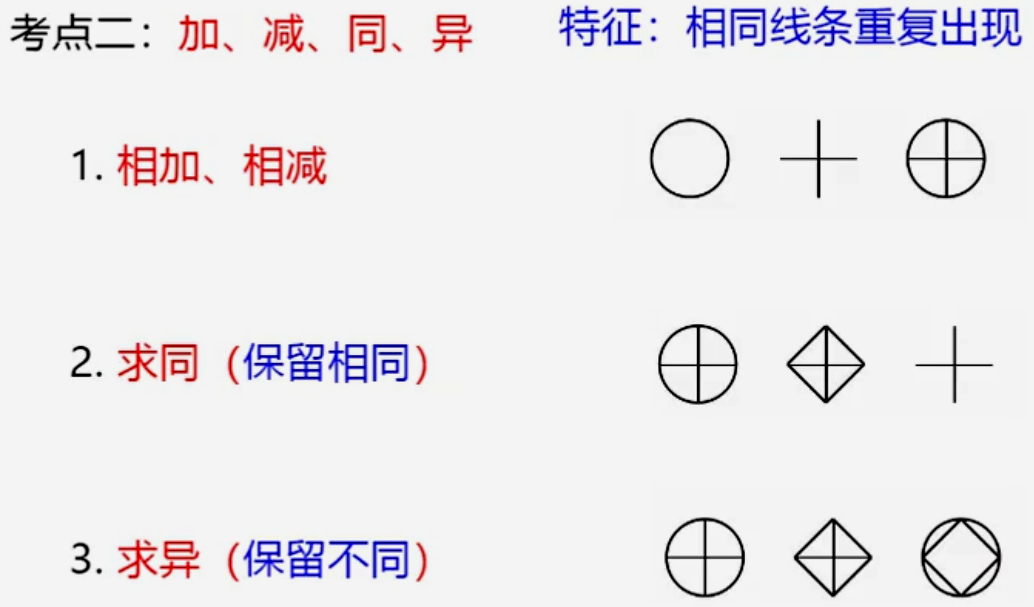 考点二：加、减、同、异
特征：相同线条重复出现
1. 相加、相减
2. 求同（保留相同）
3. 求异（保留不同）